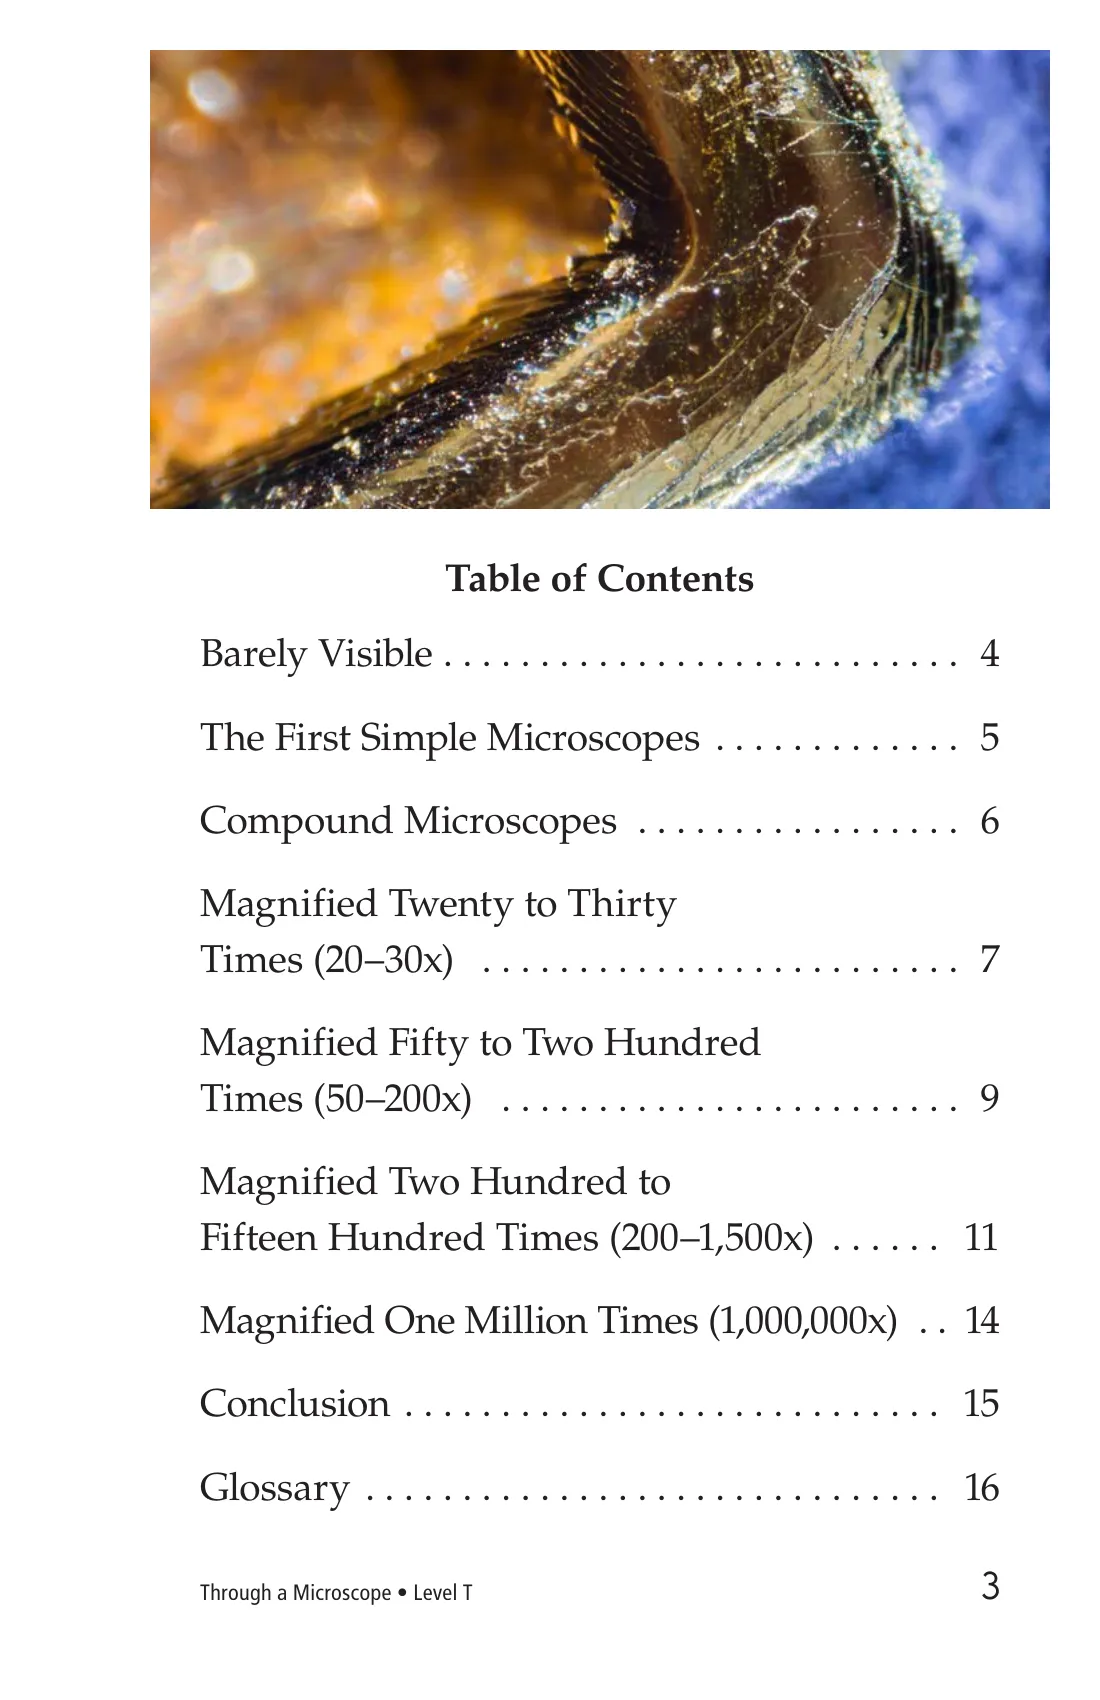 Table of Contents
Barely Visible . . . . . . . . . . . . . . . . . . . . . . . . . . . 4
The First Simple Microscopes . . . . . . . . . . . . . 5
Compound Microscopes . . . . . . . . . . . . . . . . . 6
Magnified Twenty to Thirty
Times (20–30x) . . . . . . . . . . . . . . . . . . . . . . . . . 7
Magnified Fifty to Two Hundred
Times (50–200x) . . . . . . . . . . . . . . . . . . . . . . . . 9
Magnified Two Hundred to
Fifteen Hundred Times (200–1,500x) . . . . . . 11
Magnified One Million Times (1,000,000x) . . 14
Conclusion . . . . . . . . . . . . . . . . . . . . . . . . . . . . 15
Glossary . . . . . . . . . . . . . . . . . . . . . . . . . . . . . . 16
Through a Microscope • Level T 3